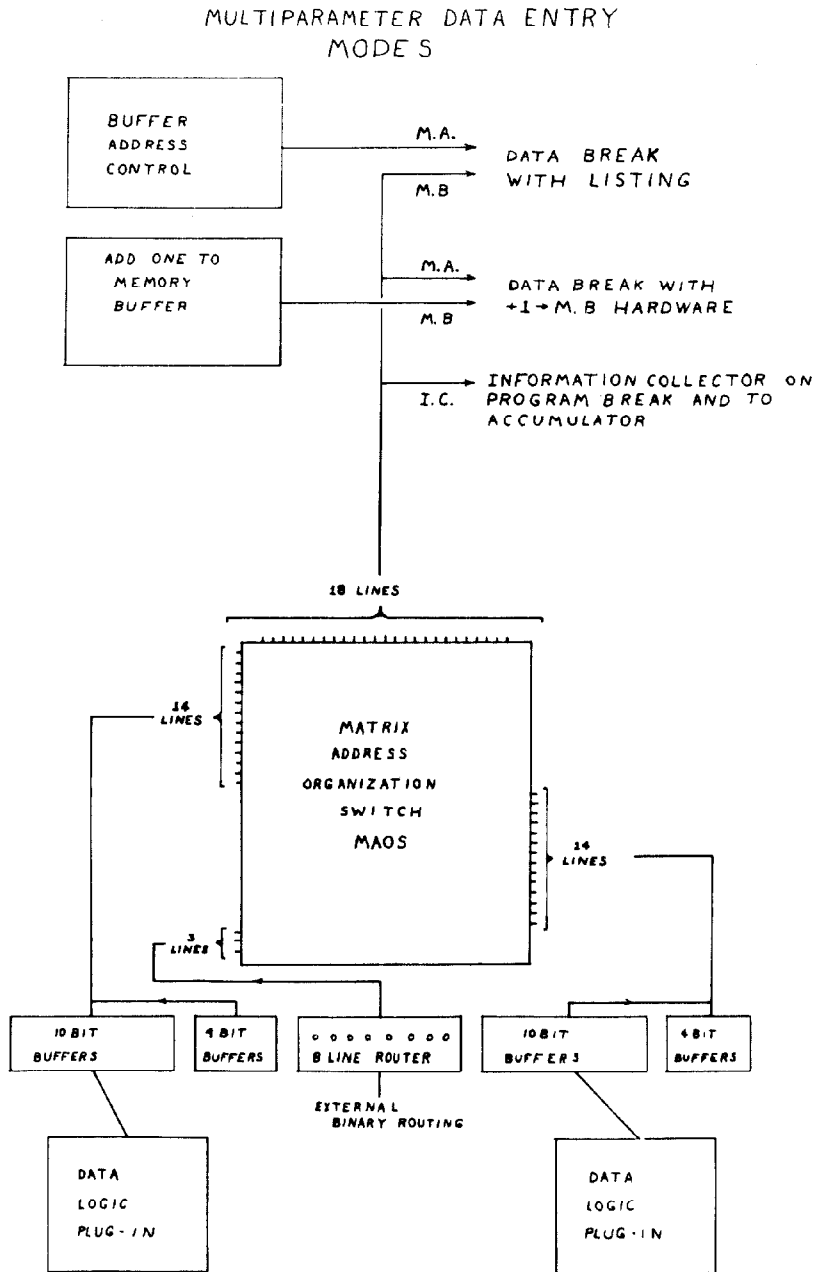 MULTIPARAMETER DATA ENTRY
MODES
BUFFER
ADDRESS
CONTROL
M.A.
DATA BREAK
WITH LISTING
M.B
ADD ONE TO
MEMORY
BUFFER
M.A.
DATA BREAK WITH
+1→M.B HARDWARE
M.B
I.C.
INFORMATION COLLECTOR ON
PROGRAM BREAK AND TO
ACCUMULATOR
18 LINES
14
LINES
MATRIX
ADDRESS
ORGANIZATION
SWITCH
MAOS
14
LINES
3
LINES
10 BIT
BUFFERS
4 BIT
BUFFERS
8 LINE ROUTER
10 BIT
BUFFERS
4 BIT
BUFFERS
EXTERNAL
BINARY ROUTING
DATA
LOGIC
PLUG-IN
DATA
LOGIC
PLUG-IN